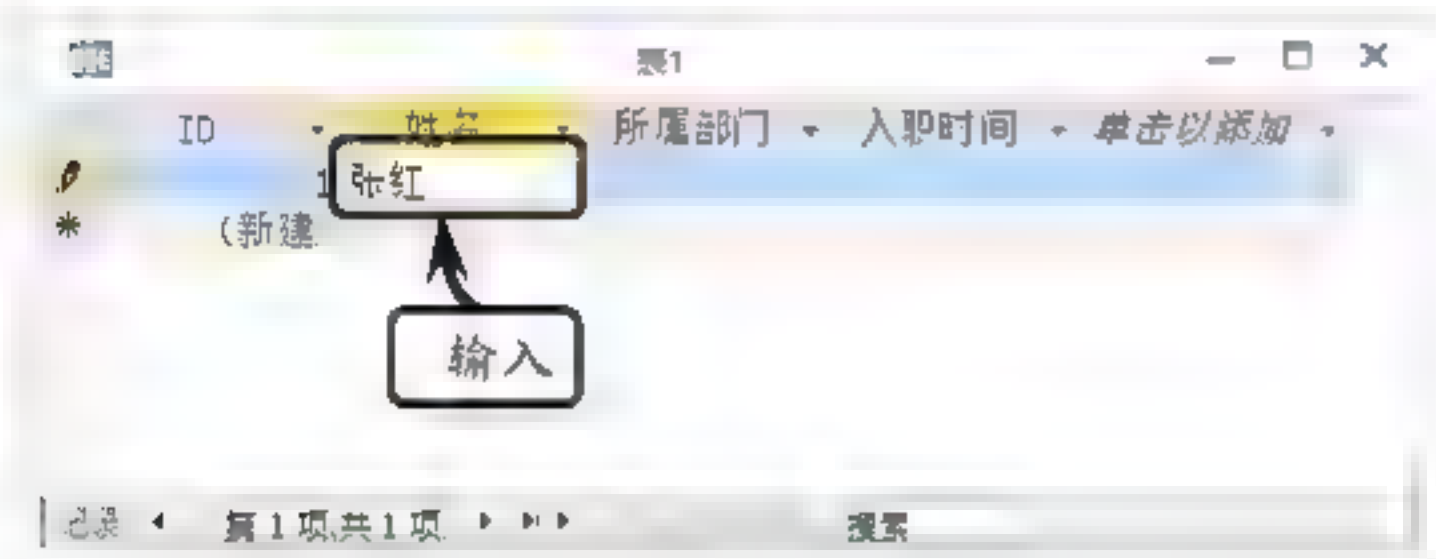 表1
ID 姓名 所属部门 入职时间 单击以添加
1 张红
(新建
输入
记录 第1项,共1项 搜索